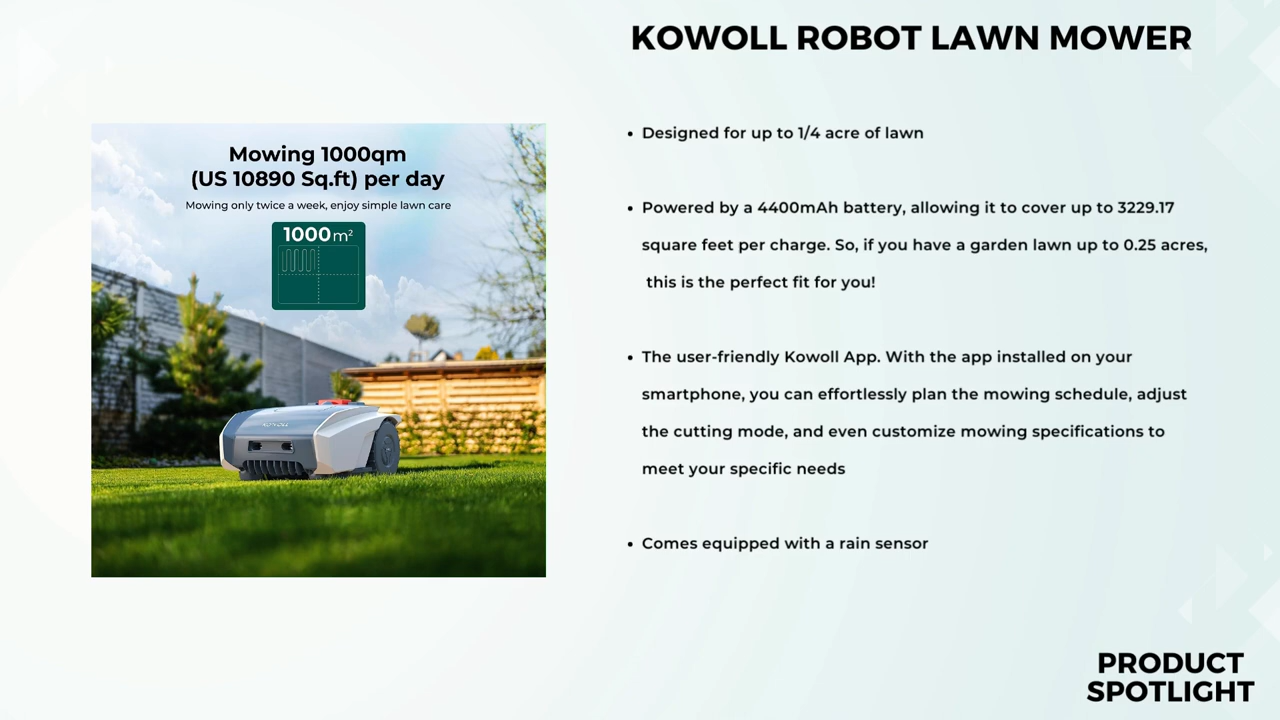 KOWOLL ROBOT LAWN MOWER
Mowing 1000qm
(US 10890 Sq.ft) per day
Mowing only twice a week, enjoy simple lawn care
1000m²
KOWOLL
• Designed for up to 1/4 acre of lawn
• Powered by a 4400mAh battery, allowing it to cover up to 3229.17
square feet per charge. So, if you have a garden lawn up to 0.25 acres,
this is the perfect fit for you!
• The user-friendly Kowoll App. With the app installed on your
smartphone, you can effortlessly plan the mowing schedule, adjust
the cutting mode, and even customize mowing specifications to
meet your specific needs
• Comes equipped with a rain sensor
PRODUCT
SPOTLIGHT